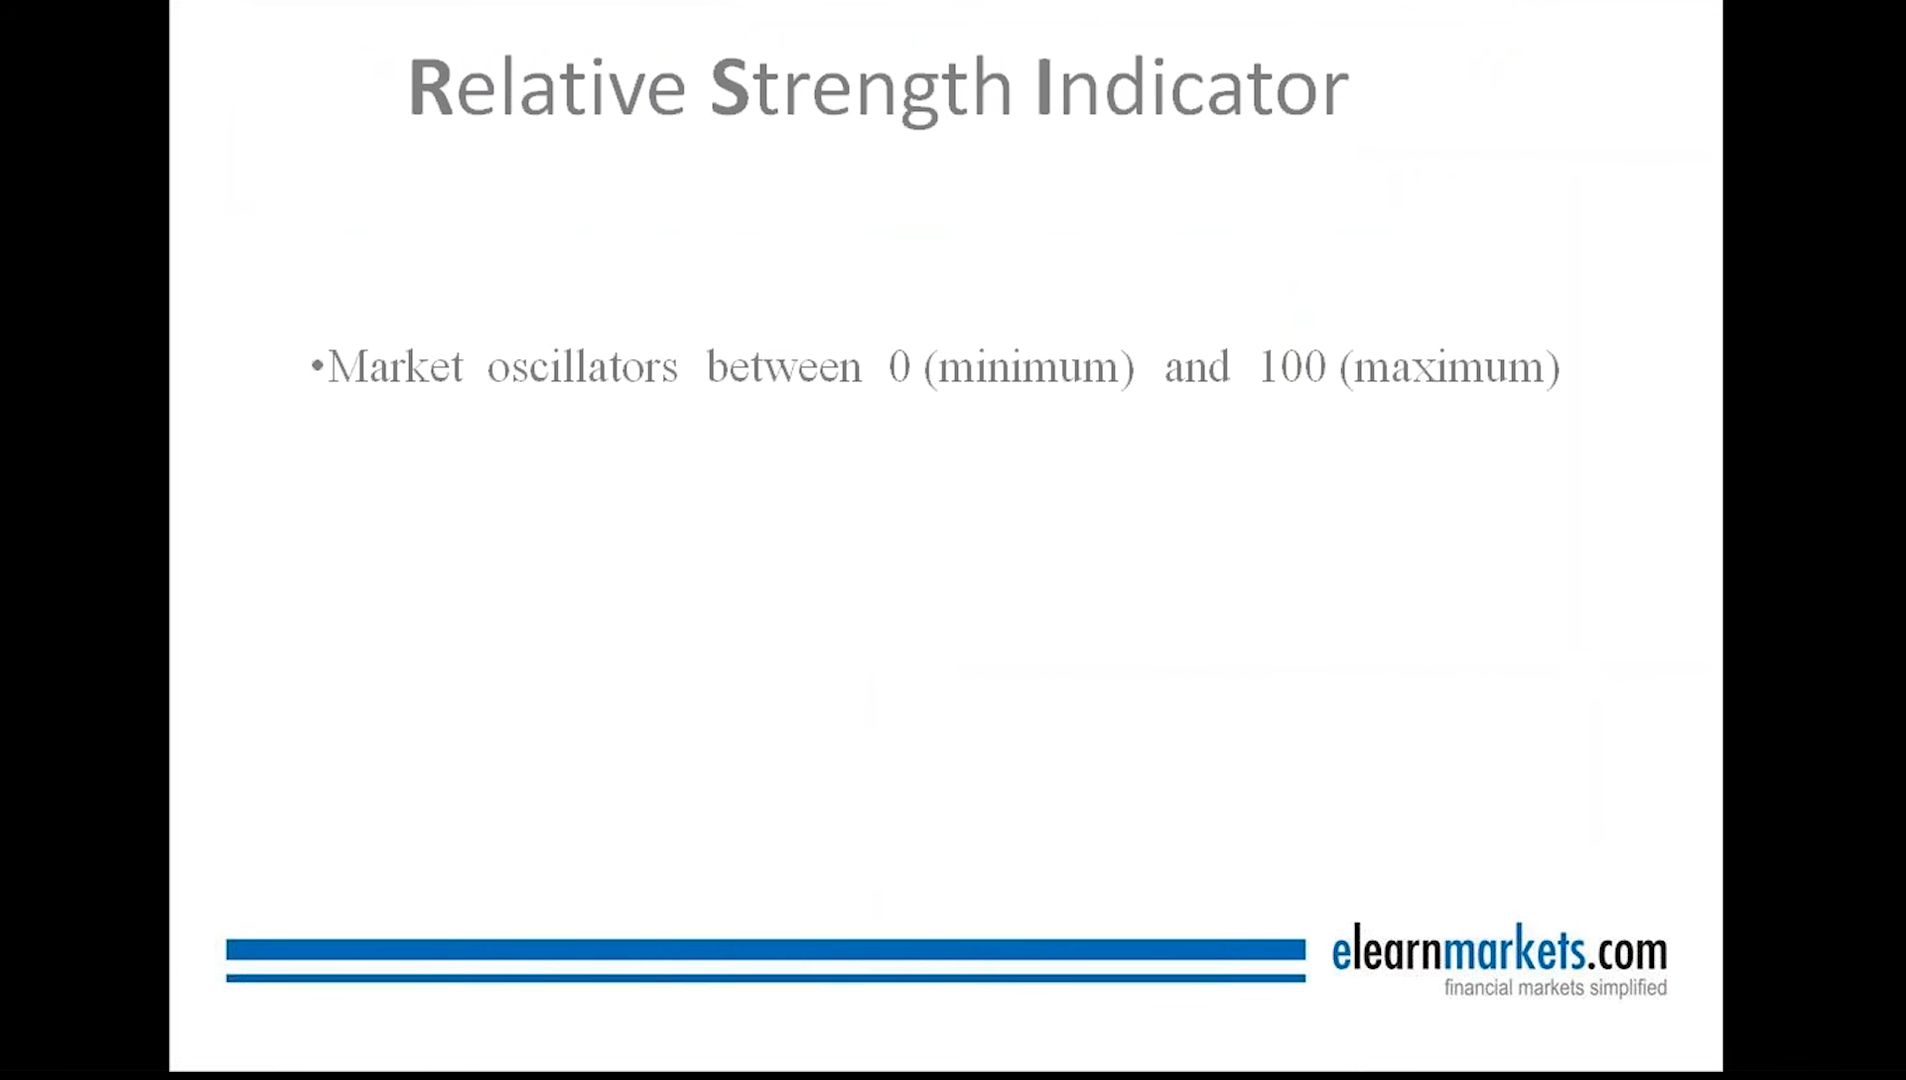 Relative Strength Indicator
•Market oscillators between 0 (minimum) and 100 (maximum)
elearnmarkets.com
financial markets simplified